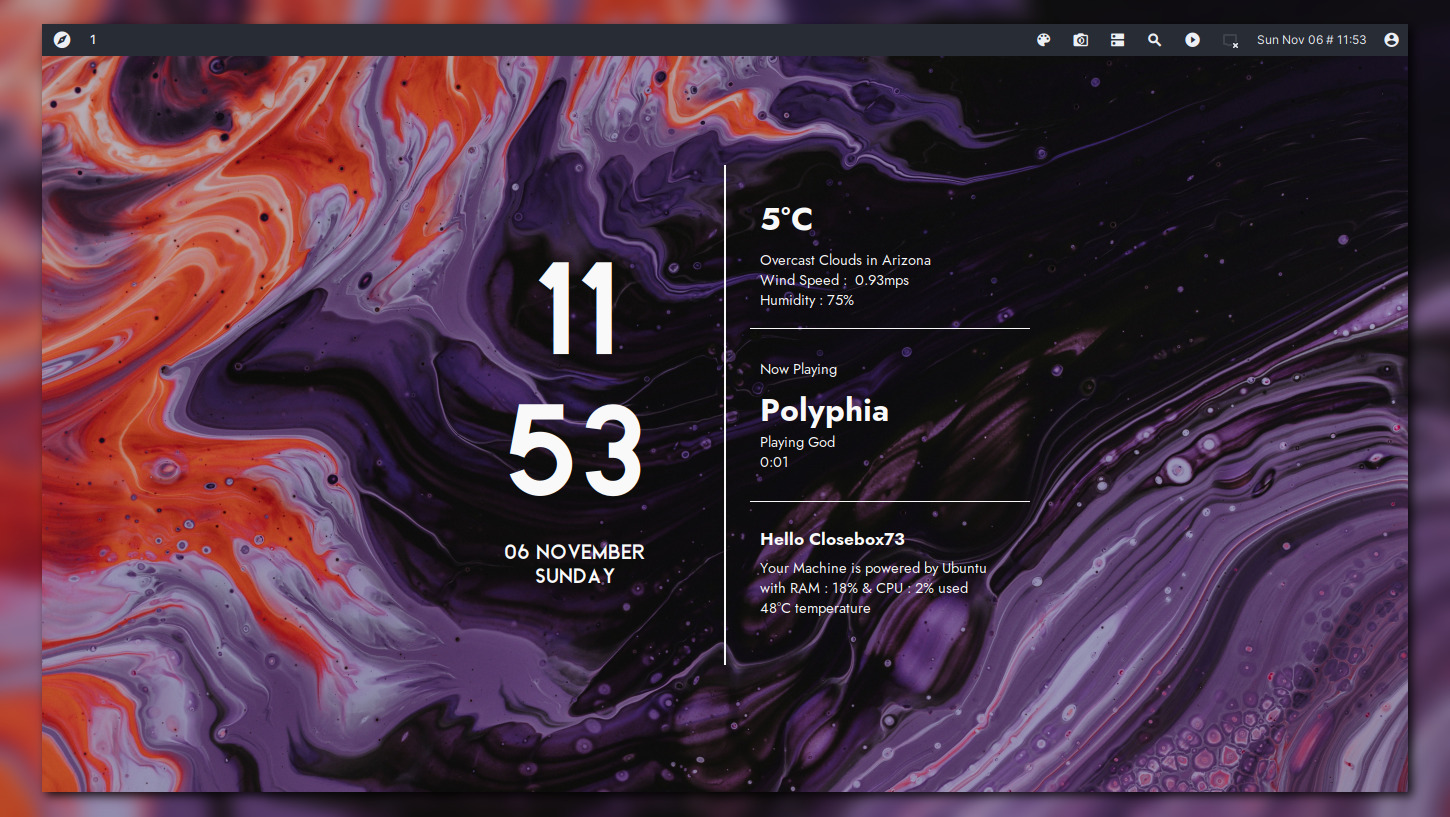 1
Sun Nov 06 # 11:53
11
53
06 NOVEMBER
SUNDAY
5°C
Overcast Clouds in Arizona
Wind Speed : 0.93mps
Humidity : 75%
Now Playing
Polyphia
Playing God
0:01
Hello Closebox73
Your Machine is powered by Ubuntu
with RAM : 18% & CPU : 2% used
48°C temperature